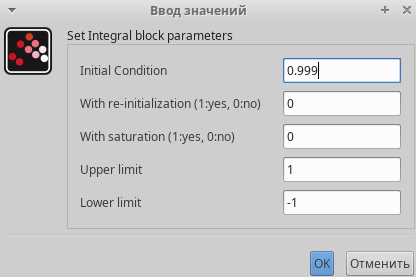 Ввод значений
Set Integral block parameters
Initial Condition 0.999
With re-initialization (1:yes, 0:no) 0
With saturation (1:yes, 0:no) 0
Upper limit 1
Lower limit -1
OK Отменить